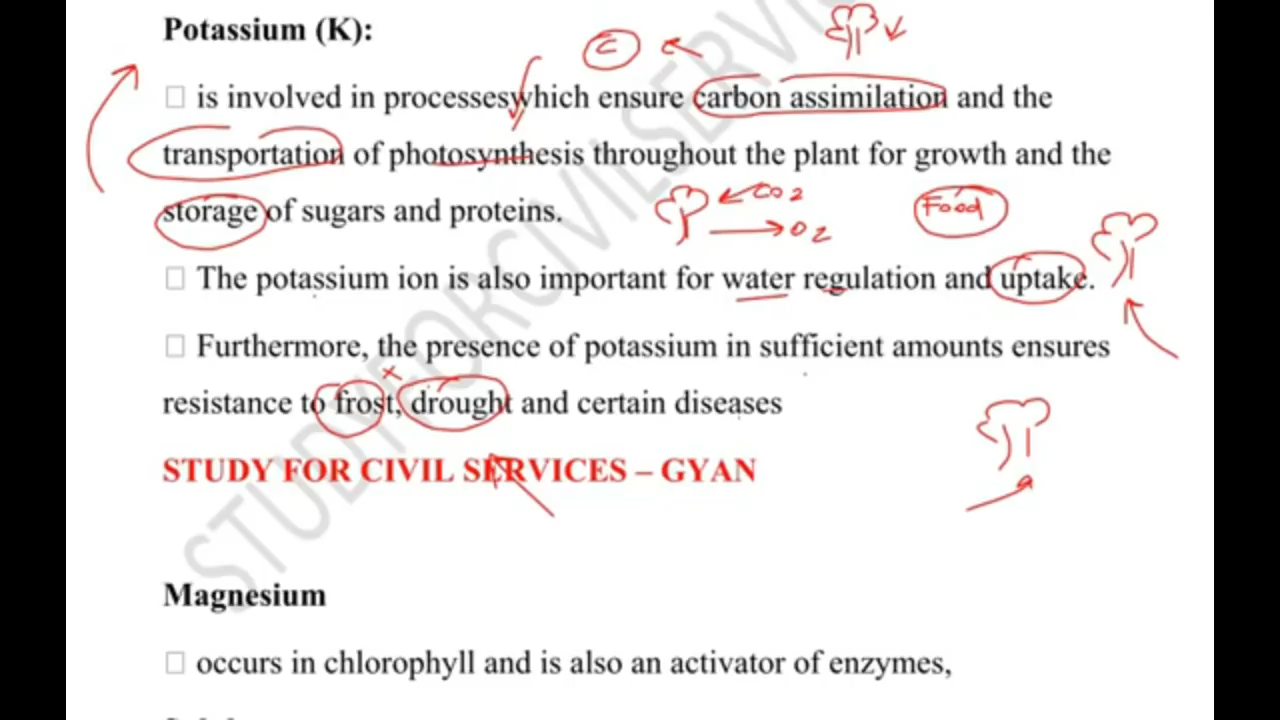 Potassium (K):
C
is involved in processes which ensure carbon assimilation and the
transportation of photosynthesis throughout the plant for growth and the
CO2
storage of sugars and proteins.
Food
O2
The potassium ion is also important for water regulation and uptake.
Furthermore, the presence of potassium in sufficient amounts ensures
resistance to frost, drought and certain diseases
STUDY FOR CIVIL SERVICES – GYAN
STUDYFORCIVILSERVI
Magnesium
occurs in chlorophyll and is also an activator of enzymes,